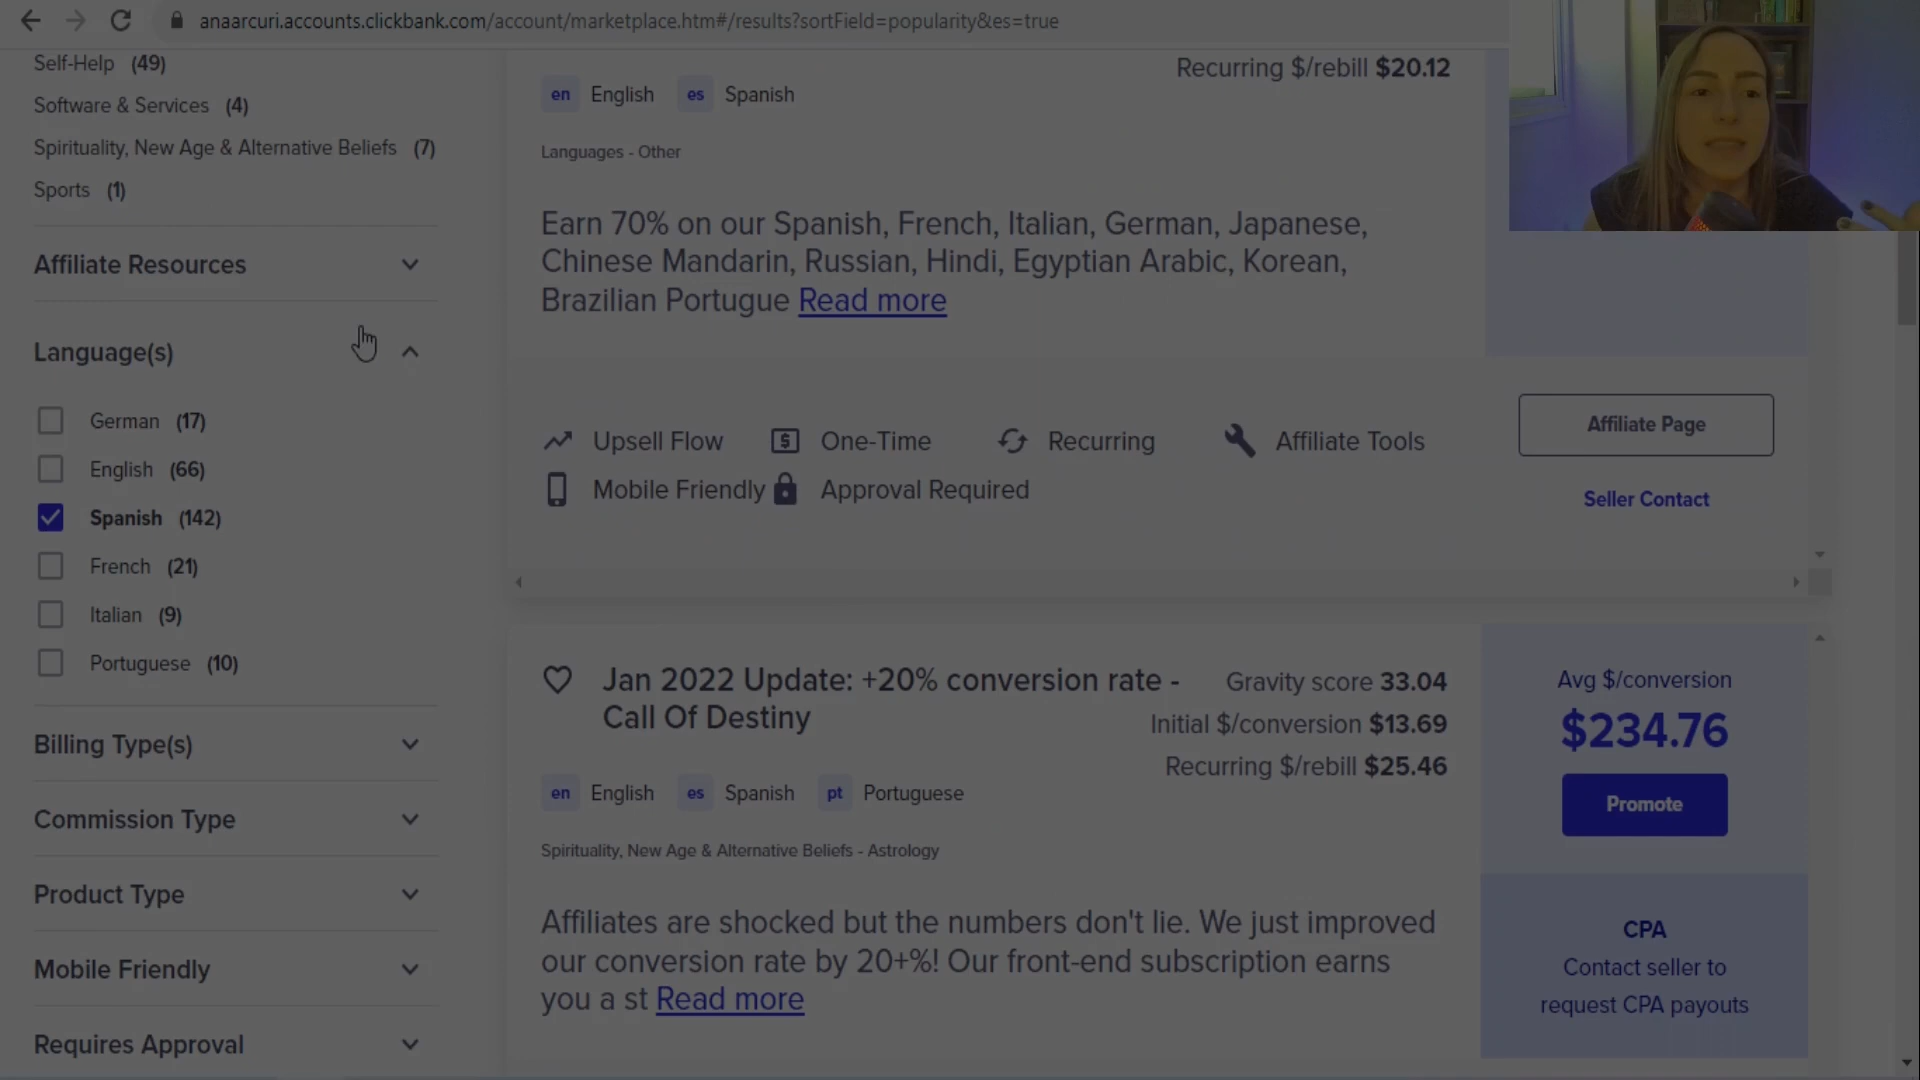 anaarcuri.accounts.clickbank.com/account/marketplace.htm#/results?sortField=popularity&es=true
Self-Help (49)
Software & Services (4)
Spirituality, New Age & Alternative Beliefs (7)
Sports (1)
Affiliate Resources
Language(s)
German (17)
English (66)
Spanish (142)
French (21)
Italian (9)
Portuguese (10)
Billing Type(s)
Commission Type
Product Type
Mobile Friendly
Requires Approval
Recurring $/rebill $20.12
en English es Spanish
Languages - Other
Earn 70% on our Spanish, French, Italian, German, Japanese,
Chinese Mandarin, Russian, Hindi, Egyptian Arabic, Korean,
Brazilian Portugue Read more
Upsell Flow One-Time Recurring Affiliate Tools
Mobile Friendly Approval Required
Affiliate Page
Seller Contact
Jan 2022 Update: +20% conversion rate -
Call Of Destiny
Gravity score 33.04
Initial $/conversion $13.69
Recurring $/rebill $25.46
en English es Spanish pt Portuguese
Spirituality, New Age & Alternative Beliefs - Astrology
Affiliates are shocked but the numbers don't lie. We just improved
our conversion rate by 20+%! Our front-end subscription earns
you a st Read more
Avg $/conversion
$234.76
Promote
CPA
Contact seller to
request CPA payouts